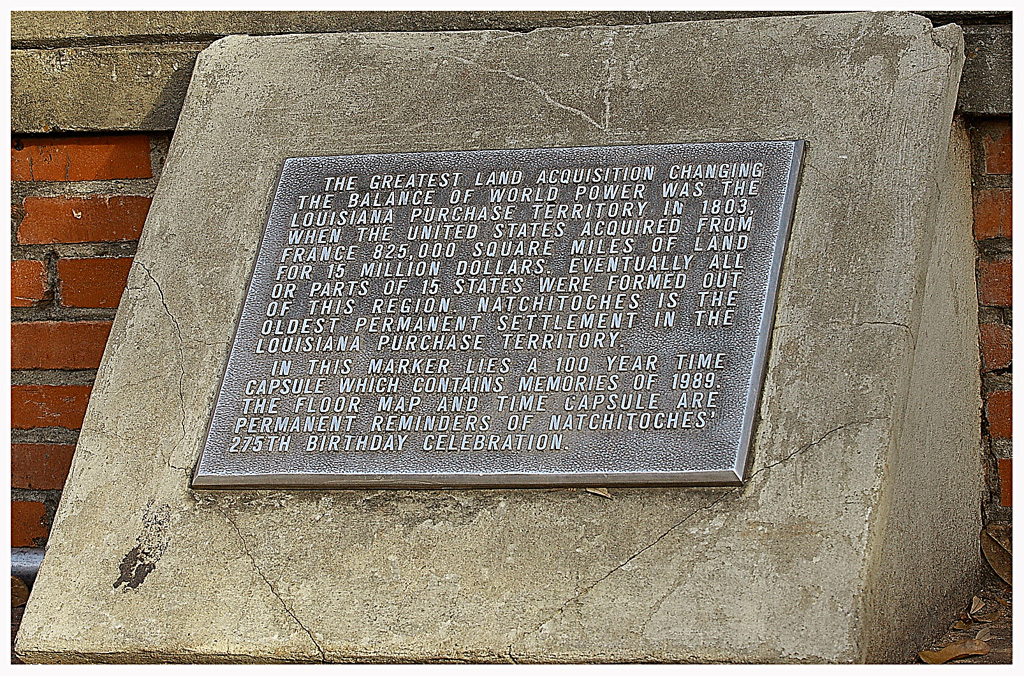 THE GREATEST LAND ACQUISITION CHANGING
THE BALANCE OF WORLD POWER WAS THE
LOUISIANA PURCHASE TERRITORY IN 1803,
WHEN THE UNITED STATES ACQUIRED FROM
FRANCE 825,000 SQUARE MILES OF LAND
FOR 15 MILLION DOLLARS. EVENTUALLY ALL
OR PARTS OF 15 STATES WERE FORMED OUT
OF THIS REGION. NATCHITOCHES IS THE
OLDEST PERMANENT SETTLEMENT IN THE
LOUISIANA PURCHASE TERRITORY.
IN THIS MARKER LIES A 100 YEAR TIME
CAPSULE WHICH CONTAINS MEMORIES OF 1989.
THE FLOOR MAP AND TIME CAPSULE ARE
PERMANENT REMINDERS OF NATCHITOCHES'
275TH BIRTHDAY CELEBRATION.